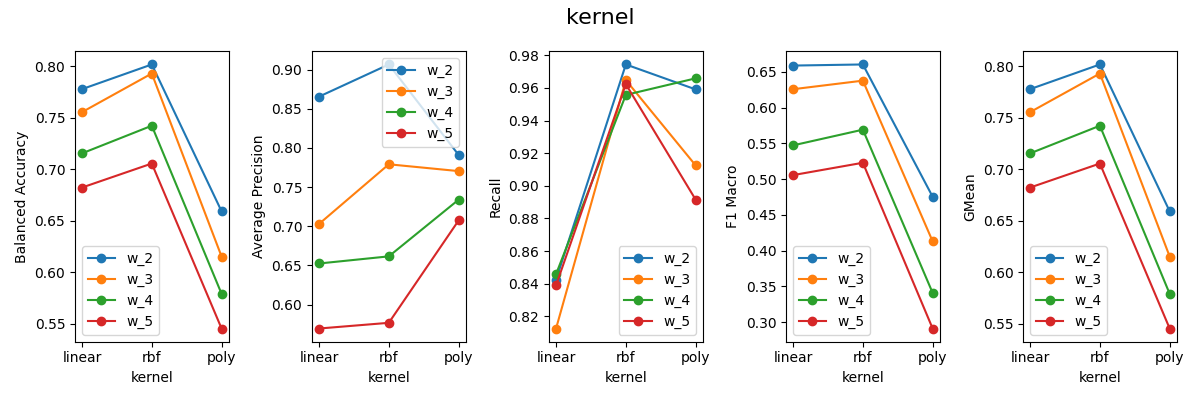 kernel
Balanced Accuracy
0.80
0.75
0.70
0.65
0.60
0.55
w_2
w_3
w_4
w_5
linear rbf poly
kernel
Average Precision
0.90
0.85
0.80
0.75
0.70
0.65
0.60
w_2
w_3
w_4
w_5
linear rbf poly
kernel
Recall
0.98
0.96
0.94
0.92
0.90
0.88
0.86
0.84
0.82
w_2
w_3
w_4
w_5
linear rbf poly
kernel
F1 Macro
0.65
0.60
0.55
0.50
0.45
0.40
0.35
0.30
w_2
w_3
w_4
w_5
linear rbf poly
kernel
GMean
0.80
0.75
0.70
0.65
0.60
0.55
w_2
w_3
w_4
w_5
linear rbf poly
kernel